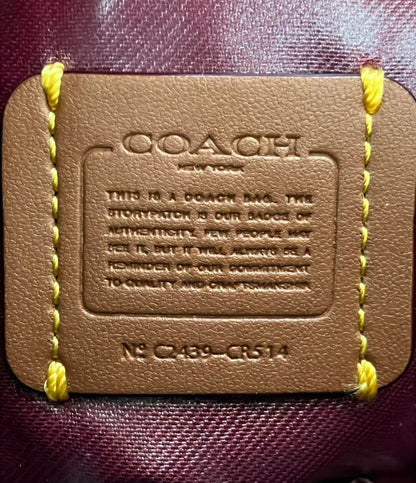 COACH
NEW YORK
THIS IS A COACH BAG. THE
STORYPATCH IS OUR BADGE OF
AUTHENTICITY. FEW PEOPLE MAY
SEE IT, BUT IT WILL ALWAYS BE A
REMINDER OF OUR COMMITMENT
TO QUALITY AND CRAFTSMANSHIP.
Nº C2439-CR514